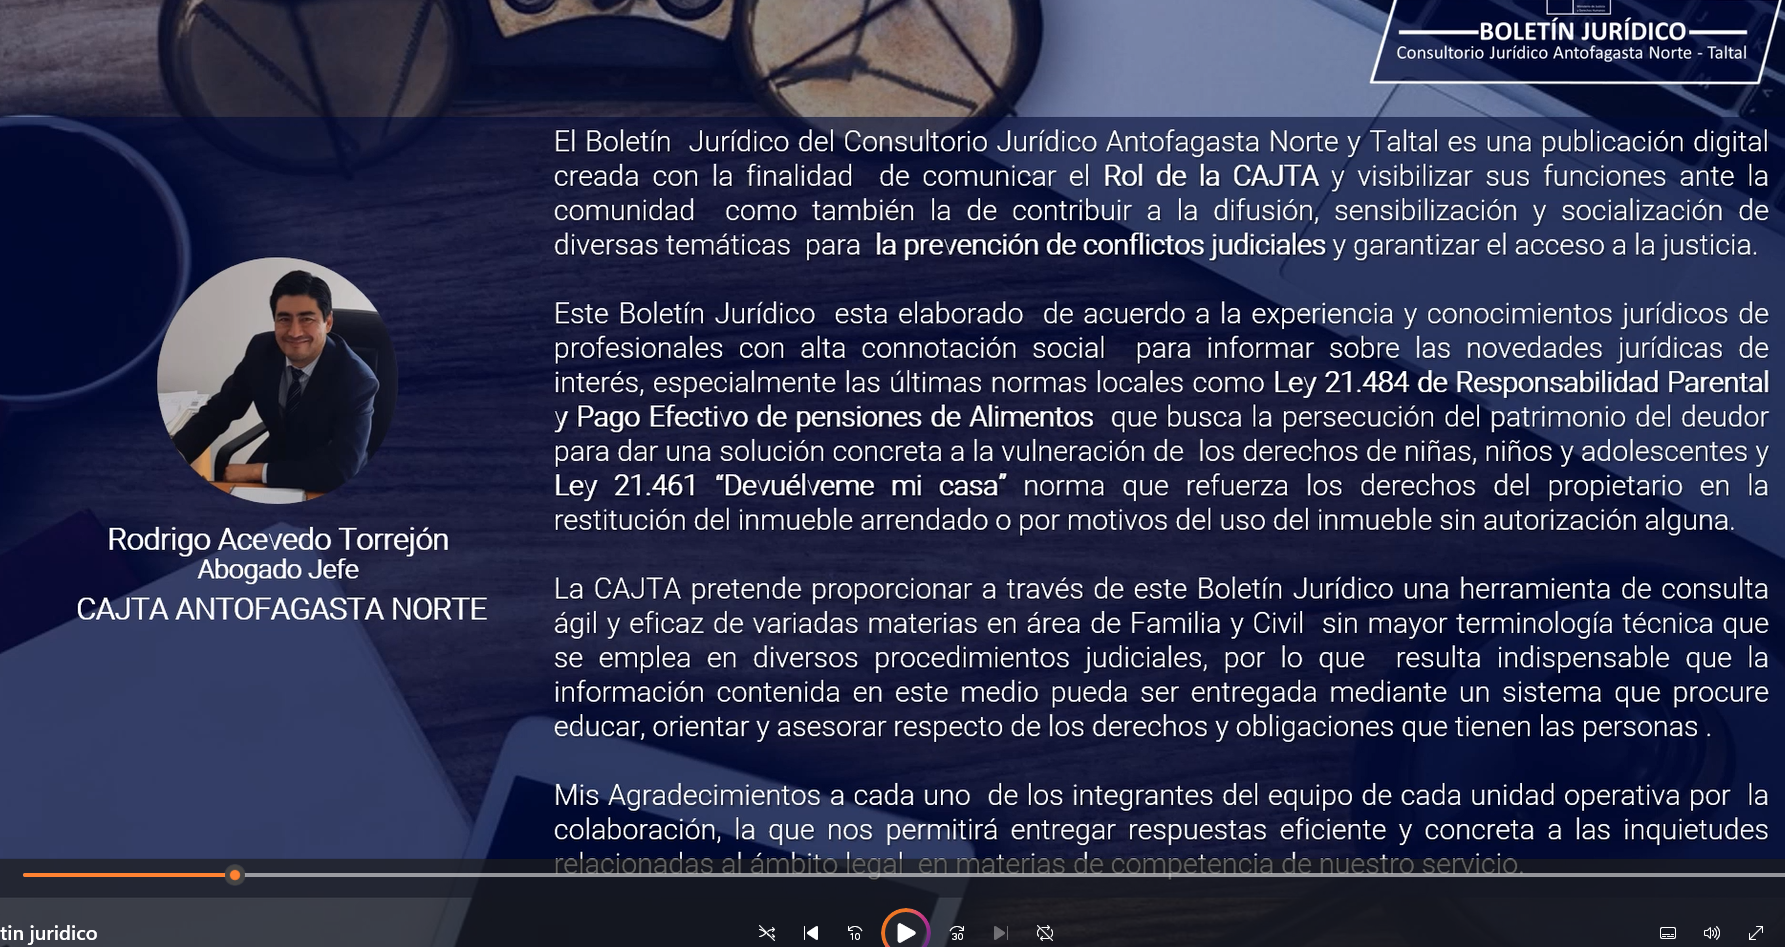 BOLETÍN JURÍDICO
Consultorio Jurídico Antofagasta Norte - Taltal
El Boletín Jurídico del Consultorio Jurídico Antofagasta Norte y Taltal es una publicación digital
creada con la finalidad de comunicar el Rol de la CAJTA y visibilizar sus funciones ante la
comunidad como también la de contribuir a la difusión, sensibilización y socialización de
diversas temáticas para la prevención de conflictos judiciales y garantizar el acceso a la justicia.
Este Boletín Jurídico esta elaborado de acuerdo a la experiencia y conocimientos jurídicos de
profesionales con alta connotación social para informar sobre las novedades jurídicas de
interés, especialmente las últimas normas locales como Ley 21.484 de Responsabilidad Parental
y Pago Efectivo de pensiones de Alimentos que busca la persecución del patrimonio del deudor
para dar una solución concreta a la vulneración de los derechos de niñas, niños y adolescentes y
Ley 21.461 “Devuélveme mi casa” norma que refuerza los derechos del propietario en la
restitución del inmueble arrendado o por motivos del uso del inmueble sin autorización alguna.
La CAJTA pretende proporcionar a través de este Boletín Jurídico una herramienta de consulta
ágil y eficaz de variadas materias en área de Familia y Civil sin mayor terminología técnica que
se emplea en diversos procedimientos judiciales, por lo que resulta indispensable que la
información contenida en este medio pueda ser entregada mediante un sistema que procure
educar, orientar y asesorar respecto de los derechos y obligaciones que tienen las personas .
Mis Agradecimientos a cada uno de los integrantes del equipo de cada unidad operativa por la
colaboración, la que nos permitirá entregar respuestas eficiente y concreta a las inquietudes
relacionadas al ámbito legal en materias de competencia de nuestro servicio.
Rodrigo Acevedo Torrejón
Abogado Jefe
CAJTA ANTOFAGASTA NORTE
tin juridico
10
30